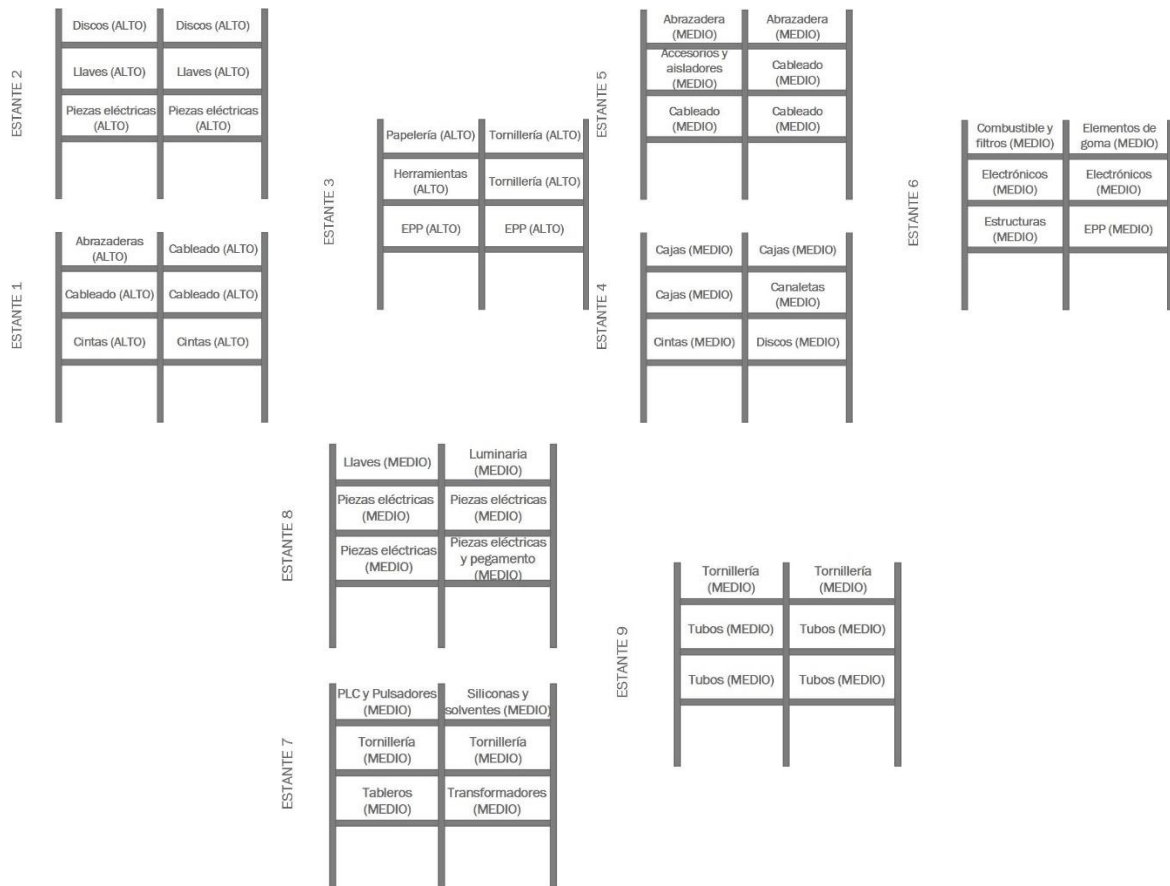 ESTANTE 2
Discos (ALTO)
Discos (ALTO)
Llaves (ALTO)
Llaves (ALTO)
Piezas eléctricas
(ALTO)
Piezas eléctricas
(ALTO)
ESTANTE 1
Abrazaderas
(ALTO)
Cableado (ALTO)
Cableado (ALTO)
Cableado (ALTO)
Cintas (ALTO)
Cintas (ALTO)
ESTANTE 3
Papelería (ALTO)
Tornillería (ALTO)
Herramientas
(ALTO)
Tornillería (ALTO)
EPP (ALTO)
EPP (ALTO)
ESTANTE 5
Abrazadera
(MEDIO)
Abrazadera
(MEDIO)
Accesorios y
aisladores
(MEDIO)
Cableado
(MEDIO)
Cableado
(MEDIO)
Cableado
(MEDIO)
ESTANTE 4
Cajas (MEDIO)
Cajas (MEDIO)
Cajas (MEDIO)
Canaletas
(MEDIO)
Cintas (MEDIO)
Discos (MEDIO)
ESTANTE 6
Combustible y
filtros (MEDIO)
Elementos de
goma (MEDIO)
Electrónicos
(MEDIO)
Electrónicos
(MEDIO)
Estructuras
(MEDIO)
EPP (MEDIO)
ESTANTE 8
Llaves (MEDIO)
Luminaria
(MEDIO)
Piezas eléctricas
(MEDIO)
Piezas eléctricas
(MEDIO)
Piezas eléctricas
(MEDIO)
Piezas eléctricas
y pegamento
(MEDIO)
ESTANTE 7
PLC y Pulsadores
(MEDIO)
Siliconas y
solventes (MEDIO)
Tornillería
(MEDIO)
Tornillería
(MEDIO)
Tableros
(MEDIO)
Transformadores
(MEDIO)
ESTANTE 9
Tornillería
(MEDIO)
Tornillería
(MEDIO)
Tubos (MEDIO)
Tubos (MEDIO)
Tubos (MEDIO)
Tubos (MEDIO)